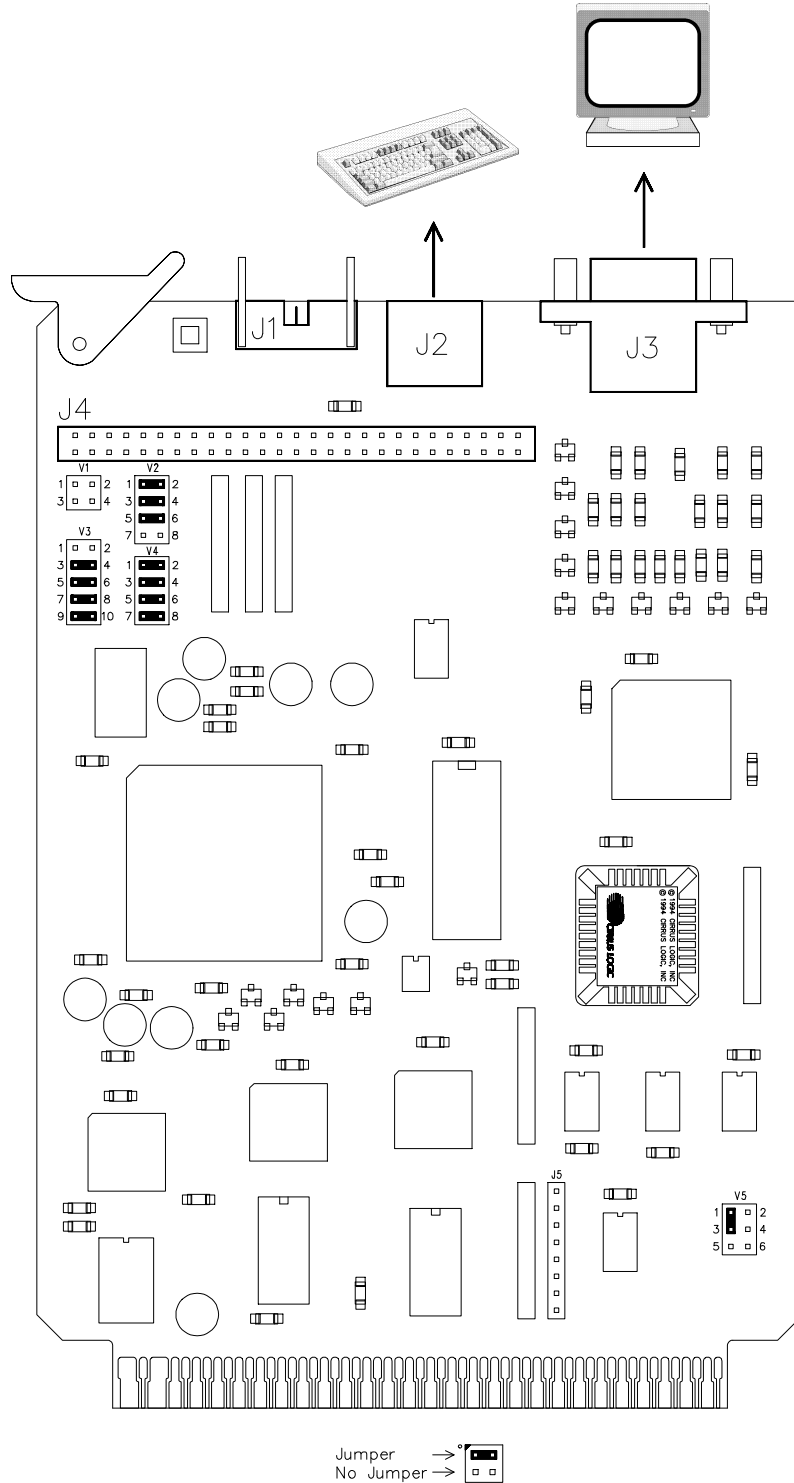 J1
J2
J3
J4
V1
1 2
3 4
V2
1 2
3 4
5 6
7 8
V3
1 2
3 4
5 6
7 8
9 10
V4
1 2
3 4
5 6
7 8
© 1994 CIRRUS LOGIC, INC
© 1994 CIRRUS LOGIC, INC
CIRRUS LOGIC
J5
V5
1 2
3 4
5 6
Jumper
No Jumper